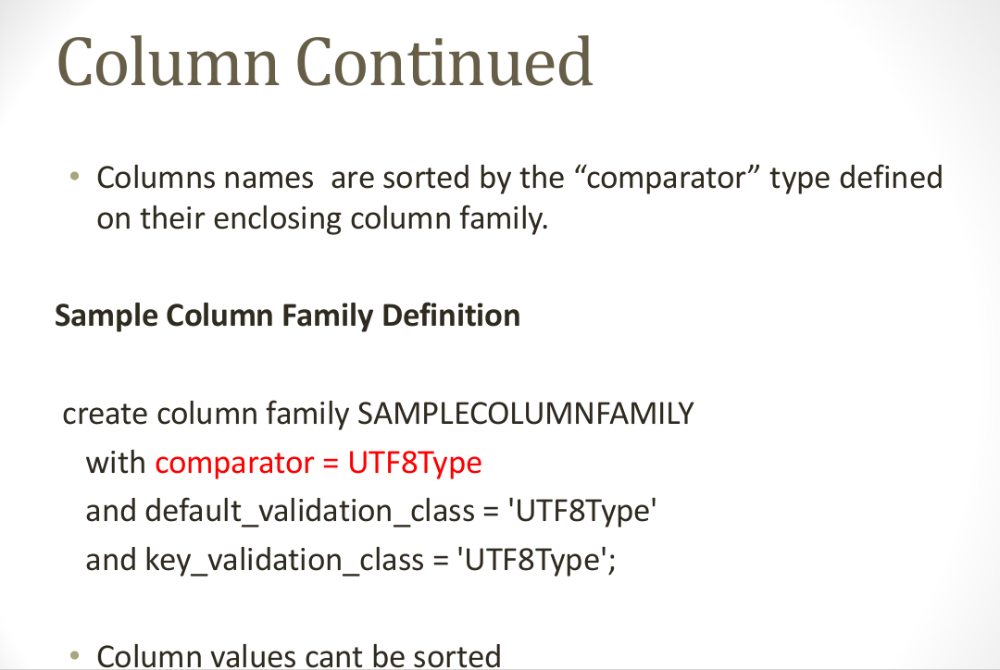 Column Continued
• Columns names  are sorted by the “comparator” type defined
on their enclosing column family.
Sample Column Family Definition
create column family SAMPLECOLUMNFAMILY
with comparator = UTF8Type
and default_validation_class = 'UTF8Type'
and key_validation_class = 'UTF8Type';
• Column values cant be sorted